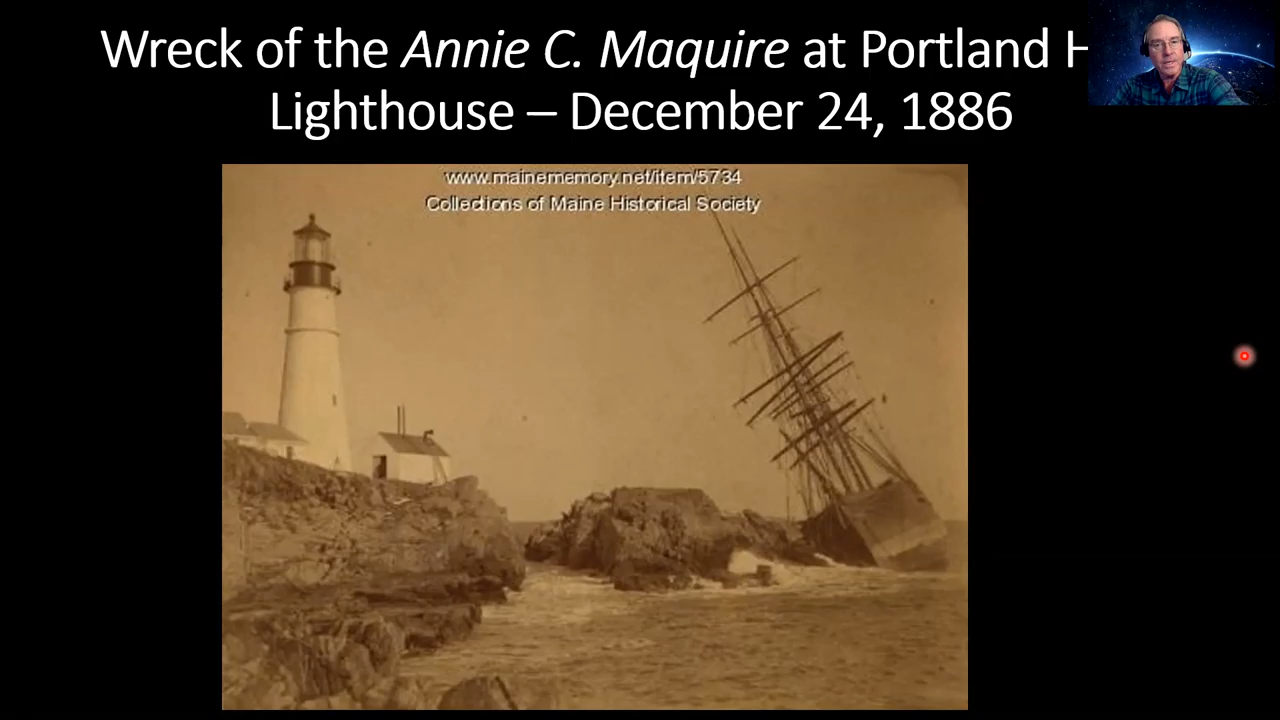 Wreck of the Annie C. Maquire at Portland H
Lighthouse – December 24, 1886
www.mainememory.net/item/5734
Collections of Maine Historical Society